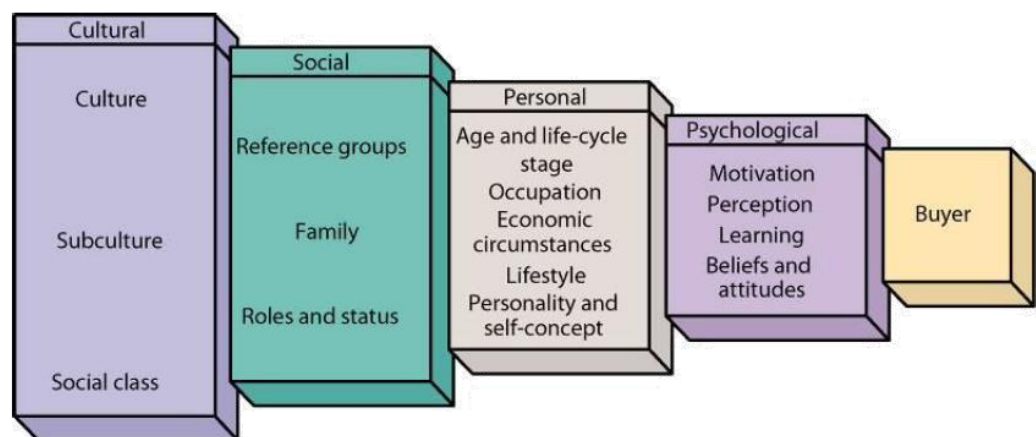 Cultural
Culture
Subculture
Social class
Social
Reference groups
Family
Roles and status
Personal
Age and life-cycle
stage
Occupation
Economic
circumstances
Lifestyle
Personality and
self-concept
Psychological
Motivation
Perception
Learning
Beliefs and
attitudes
Buyer